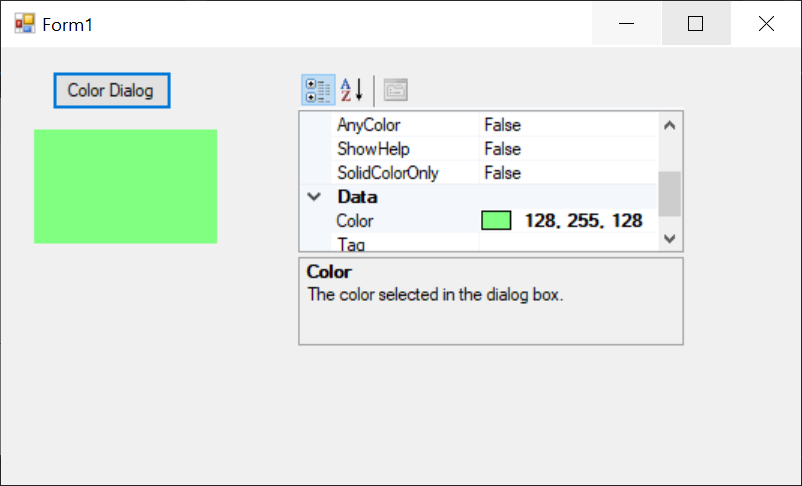 Form1
Color Dialog
A
Z
AnyColor False
ShowHelp False
SolidColorOnly False
Data
Color 128, 255, 128
Tag
Color
The color selected in the dialog box.